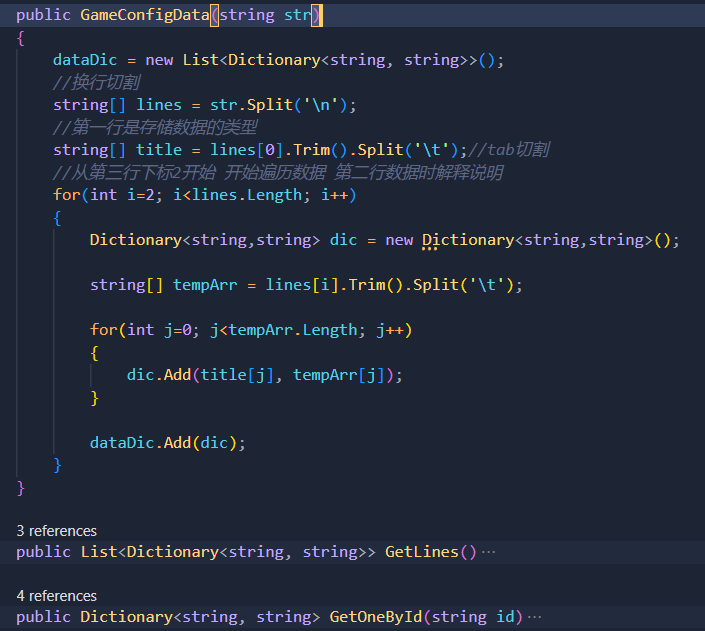 public GameConfigData(string str)
{
dataDic = new List<Dictionary<string, string>>();
//换行切割
string[] lines = str.Split('\n');
//第一行是存储数据的类型
string[] title = lines[0].Trim().Split('\t');//tab切割
//从第三行下标2开始 开始遍历数据 第二行数据时解释说明
for(int i=2; i<lines.Length; i++)
{
Dictionary<string,string> dic = new Dictionary<string,string>();
string[] tempArr = lines[i].Trim().Split('\t');
for(int j=0; j<tempArr.Length; j++)
{
dic.Add(title[j], tempArr[j]);
}
dataDic.Add(dic);
}
}
3 references
public List<Dictionary<string, string>> GetLines()···
4 references
public Dictionary<string, string> GetOneById(string id)···